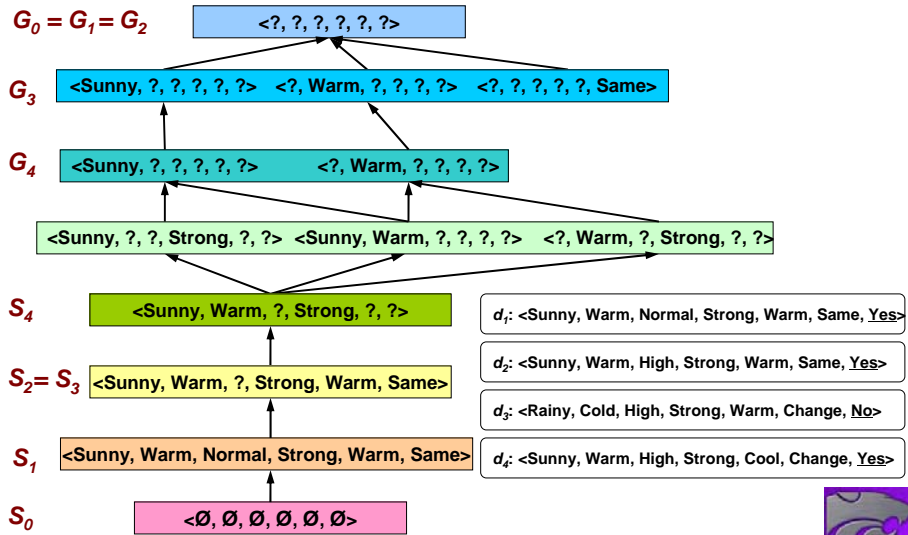 G0 = G1 = G2
<?, ?, ?, ?, ?, ?>
G3
<Sunny, ?, ?, ?, ?, ?> <?, Warm, ?, ?, ?, ?> <?, ?, ?, ?, ?, Same>
G4
<Sunny, ?, ?, ?, ?, ?> <?, Warm, ?, ?, ?, ?>
<Sunny, ?, ?, Strong, ?, ?> <Sunny, Warm, ?, ?, ?, ?> <?, Warm, ?, Strong, ?, ?>
S4
<Sunny, Warm, ?, Strong, ?, ?>
S2= S3
<Sunny, Warm, ?, Strong, Warm, Same>
S1
<Sunny, Warm, Normal, Strong, Warm, Same>
S0
<Ø, Ø, Ø, Ø, Ø, Ø>
d1: <Sunny, Warm, Normal, Strong, Warm, Same, Yes>
d2: <Sunny, Warm, High, Strong, Warm, Same, Yes>
d3: <Rainy, Cold, High, Strong, Warm, Change, No>
d4: <Sunny, Warm, High, Strong, Cool, Change, Yes>